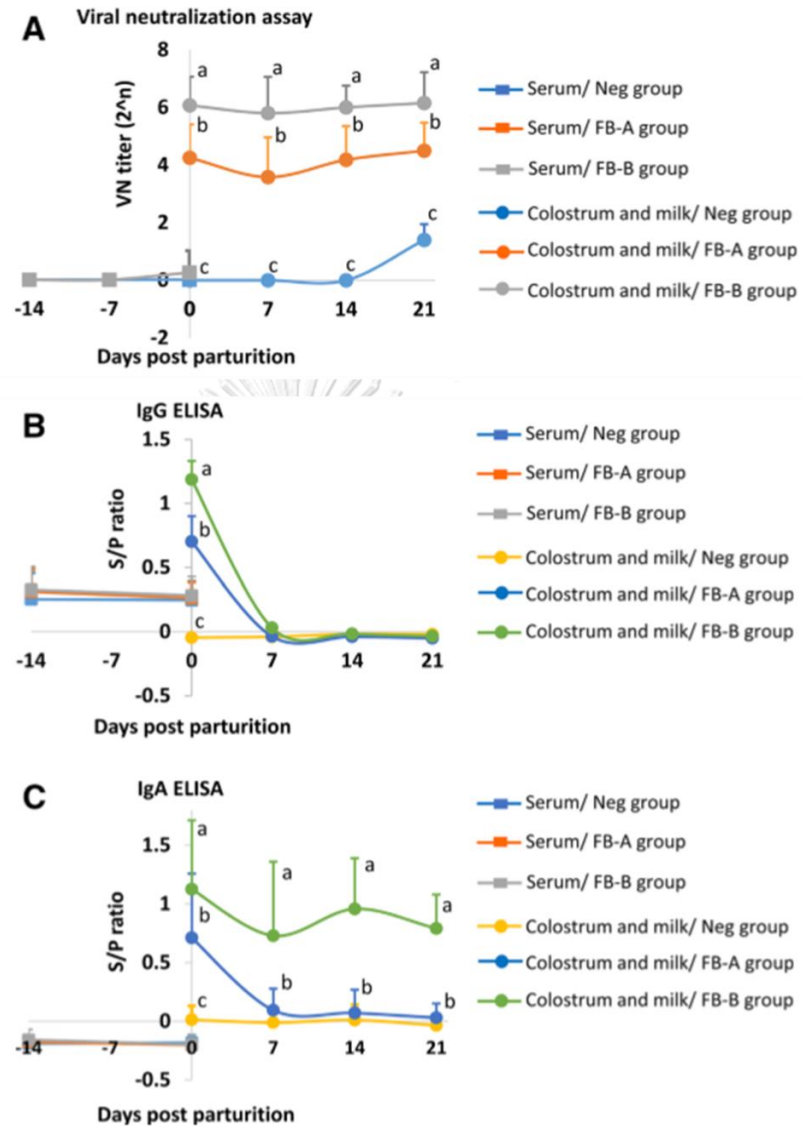 A
Viral neutralization assay
VN titer (2^n)
8
6
4
2
0
-2
a
a
a
a
b
b
b
b
c
c
c
c
-14
-7
0
7
14
21
Days post parturition
Serum/ Neg group
Serum/ FB-A group
Serum/ FB-B group
Colostrum and milk/ Neg group
Colostrum and milk/ FB-A group
Colostrum and milk/ FB-B group
B
IgG ELISA
S/P ratio
1.5
1
0.5
0
-0.5
a
b
c
-14
-7
0
7
14
21
Days post parturition
Serum/ Neg group
Serum/ FB-A group
Serum/ FB-B group
Colostrum and milk/ Neg group
Colostrum and milk/ FB-A group
Colostrum and milk/ FB-B group
C
IgA ELISA
S/P ratio
1.5
1
0.5
0
-0.5
a
a
a
a
b
b
b
b
c
-14
-7
0
7
14
21
Days post parturition
Serum/ Neg group
Serum/ FB-A group
Serum/ FB-B group
Colostrum and milk/ Neg group
Colostrum and milk/ FB-A group
Colostrum and milk/ FB-B group